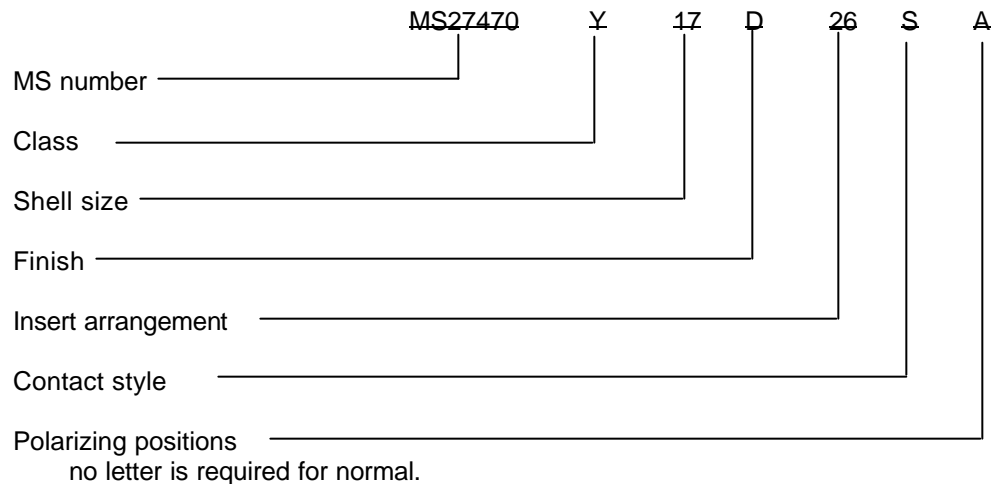 MS27470 Y 17 D 26 S A
MS number
Class
Shell size
Finish
Insert arrangement
Contact style
Polarizing positions
no letter is required for normal.